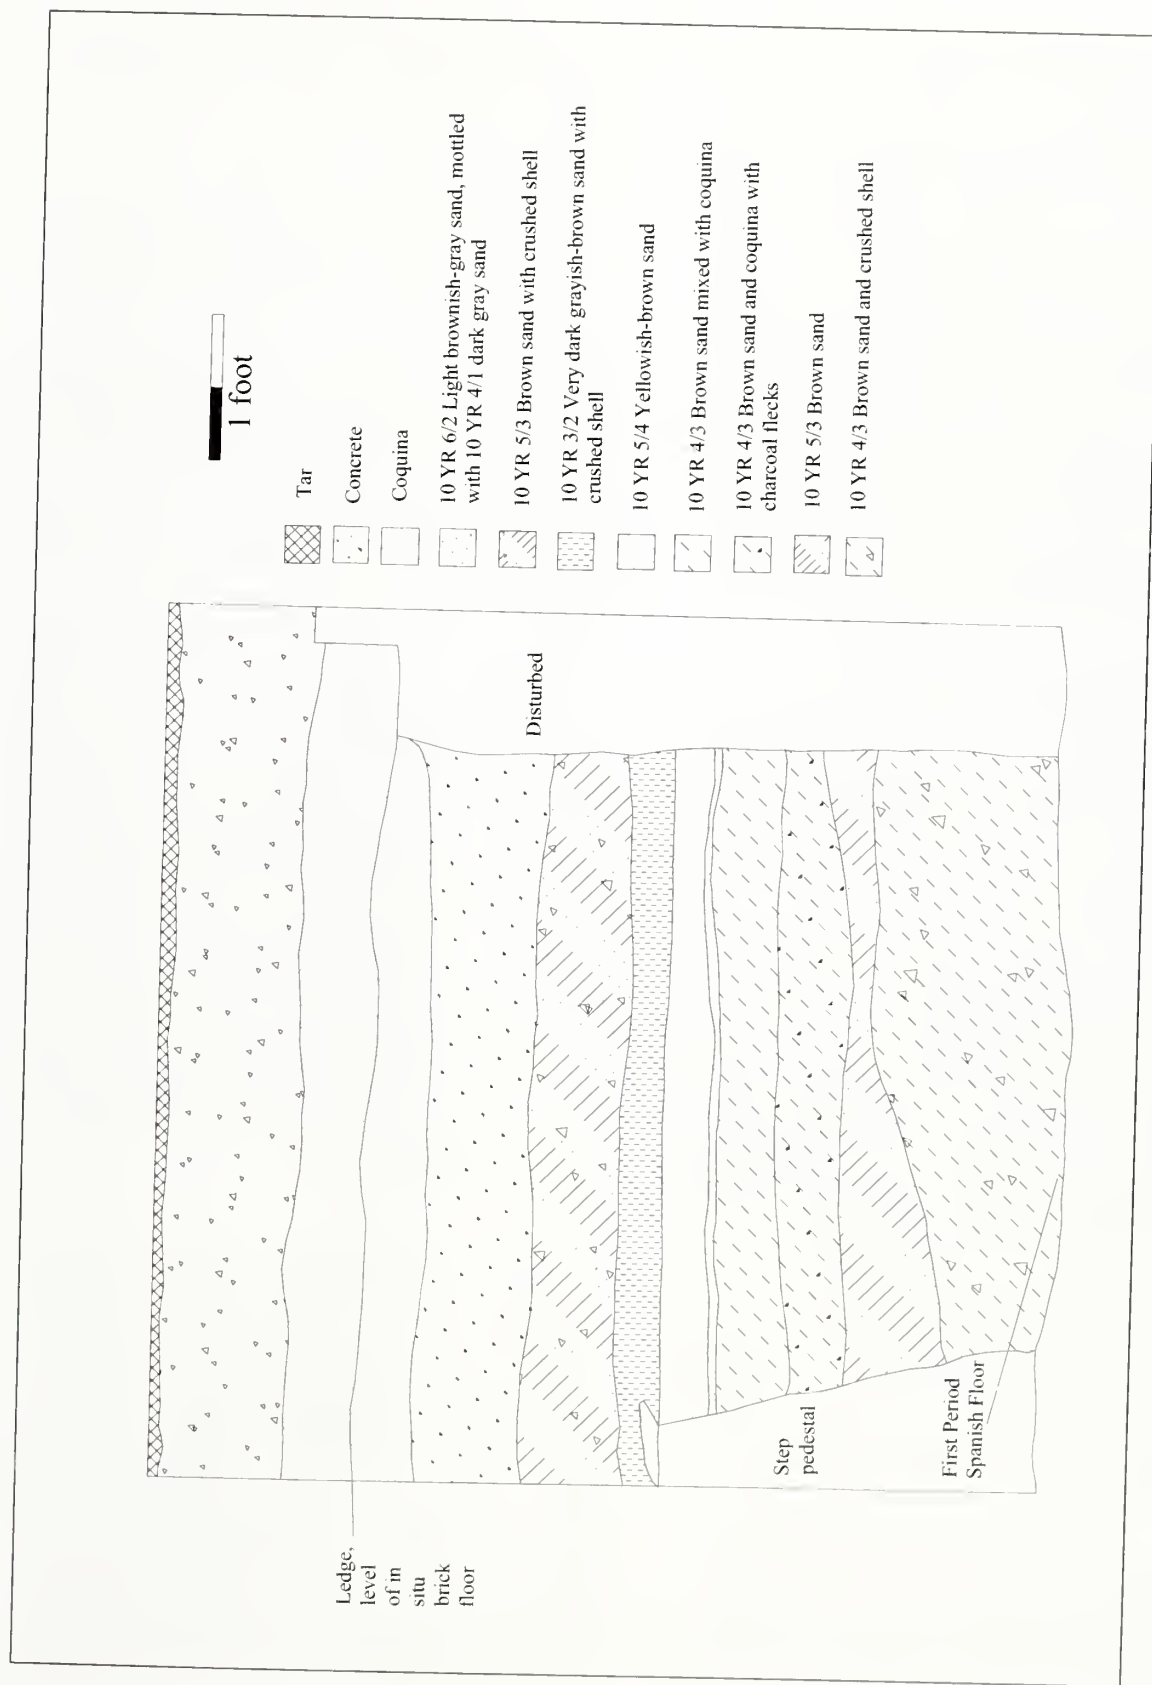 1 foot
Tar
Concrete
Coquina
10 YR 6/2 Light brownish-gray sand, mottled
with 10 YR 4/1 dark gray sand
10 YR 5/3 Brown sand with crushed shell
10 YR 3/2 Very dark grayish-brown sand with
crushed shell
10 YR 5/4 Yellowish-brown sand
10 YR 4/3 Brown sand mixed with coquina
10 YR 4/3 Brown sand and coquina with
charcoal flecks
10 YR 5/3 Brown sand
10 YR 4/3 Brown sand and crushed shell
Disturbed
Step
pedestal
First Period
Spanish Floor
Ledge,
level
of in
situ
brick
floor